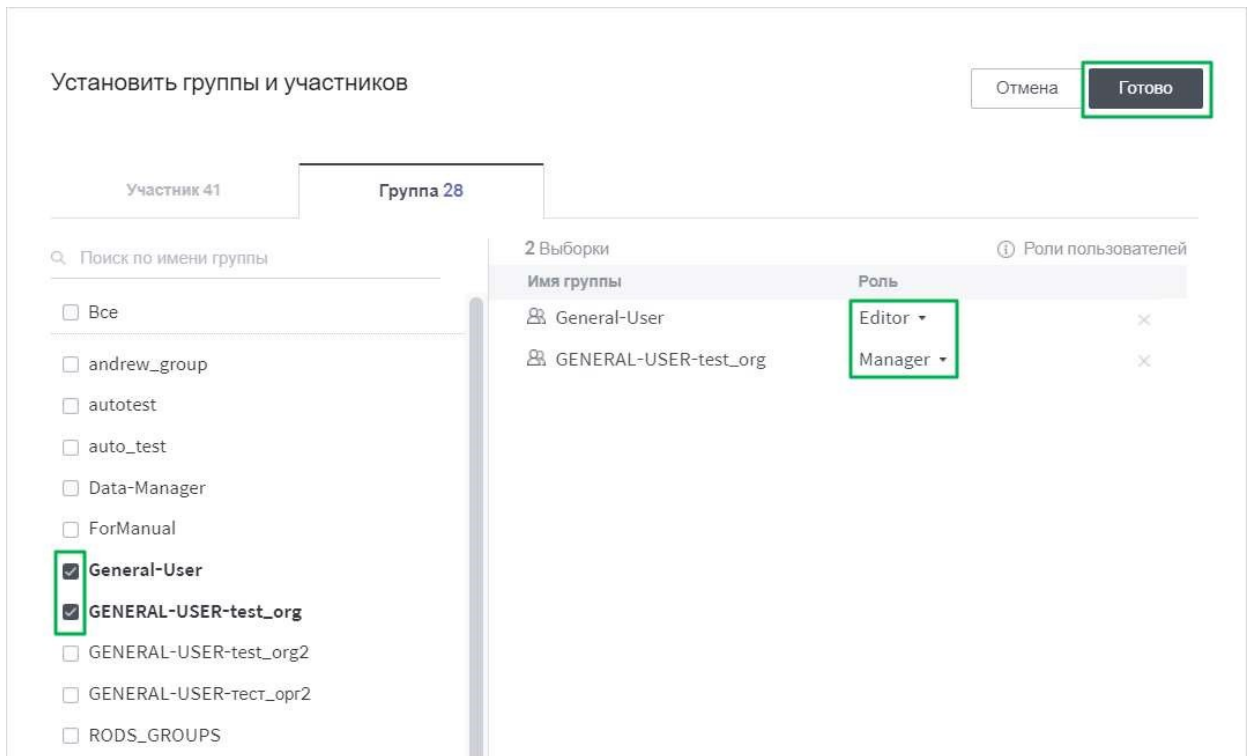 Установить группы и участников
Отмена
Готово
Участник 41
Группа 28
Поиск по имени группы
Все
andrew_group
autotest
auto_test
Data-Manager
ForManual
General-User
GENERAL-USER-test_org
GENERAL-USER-test_org2
GENERAL-USER-тест_орг2
RODS_GROUPS
2 Выборки
Роли пользователей
Имя группы Роль
General-User Editor
GENERAL-USER-test_org Manager